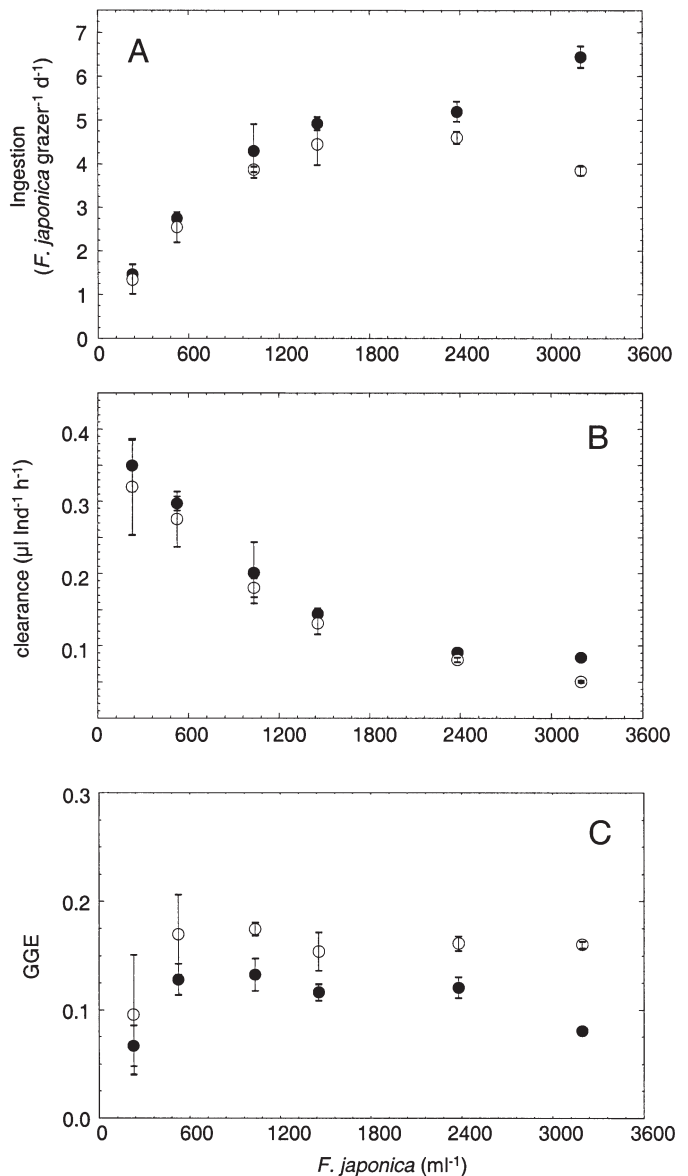 A
7
6
5
4
3
2
1
0
Ingestion
(F. japonica grazer⁻¹ d⁻¹)
0 600 1200 1800 2400 3000 3600
B
0.4
0.3
0.2
0.1
clearance (µl Ind⁻¹ h⁻¹)
0 600 1200 1800 2400 3000 3600
C
0.3
0.2
0.1
0.0
GGE
0 600 1200 1800 2400 3000 3600
F. japonica (ml⁻¹)